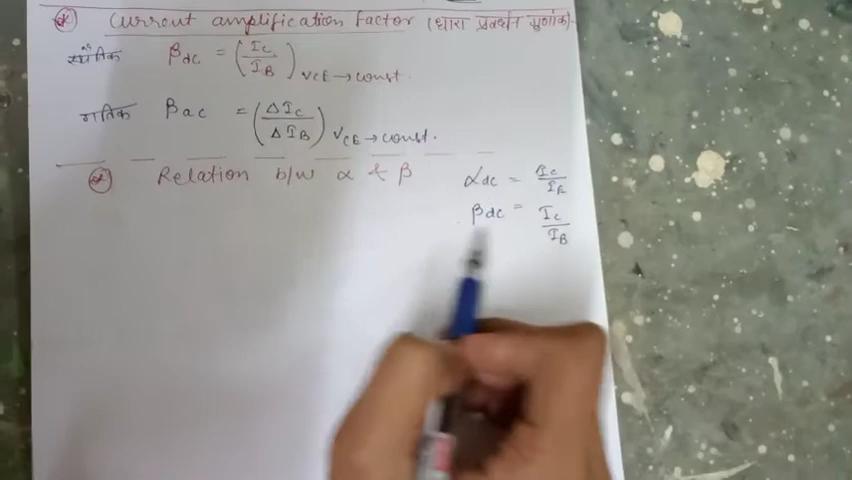 * Current amplification factor (धारा प्रवर्धन गुणांक)
स्थैतिक βdc = (Ic/IB) VCE → const.
गतिक βac = (ΔIc/ΔIB) VCE → const.
* Relation b/w α & β
αdc = Ic/IE
βdc = Ic/IB